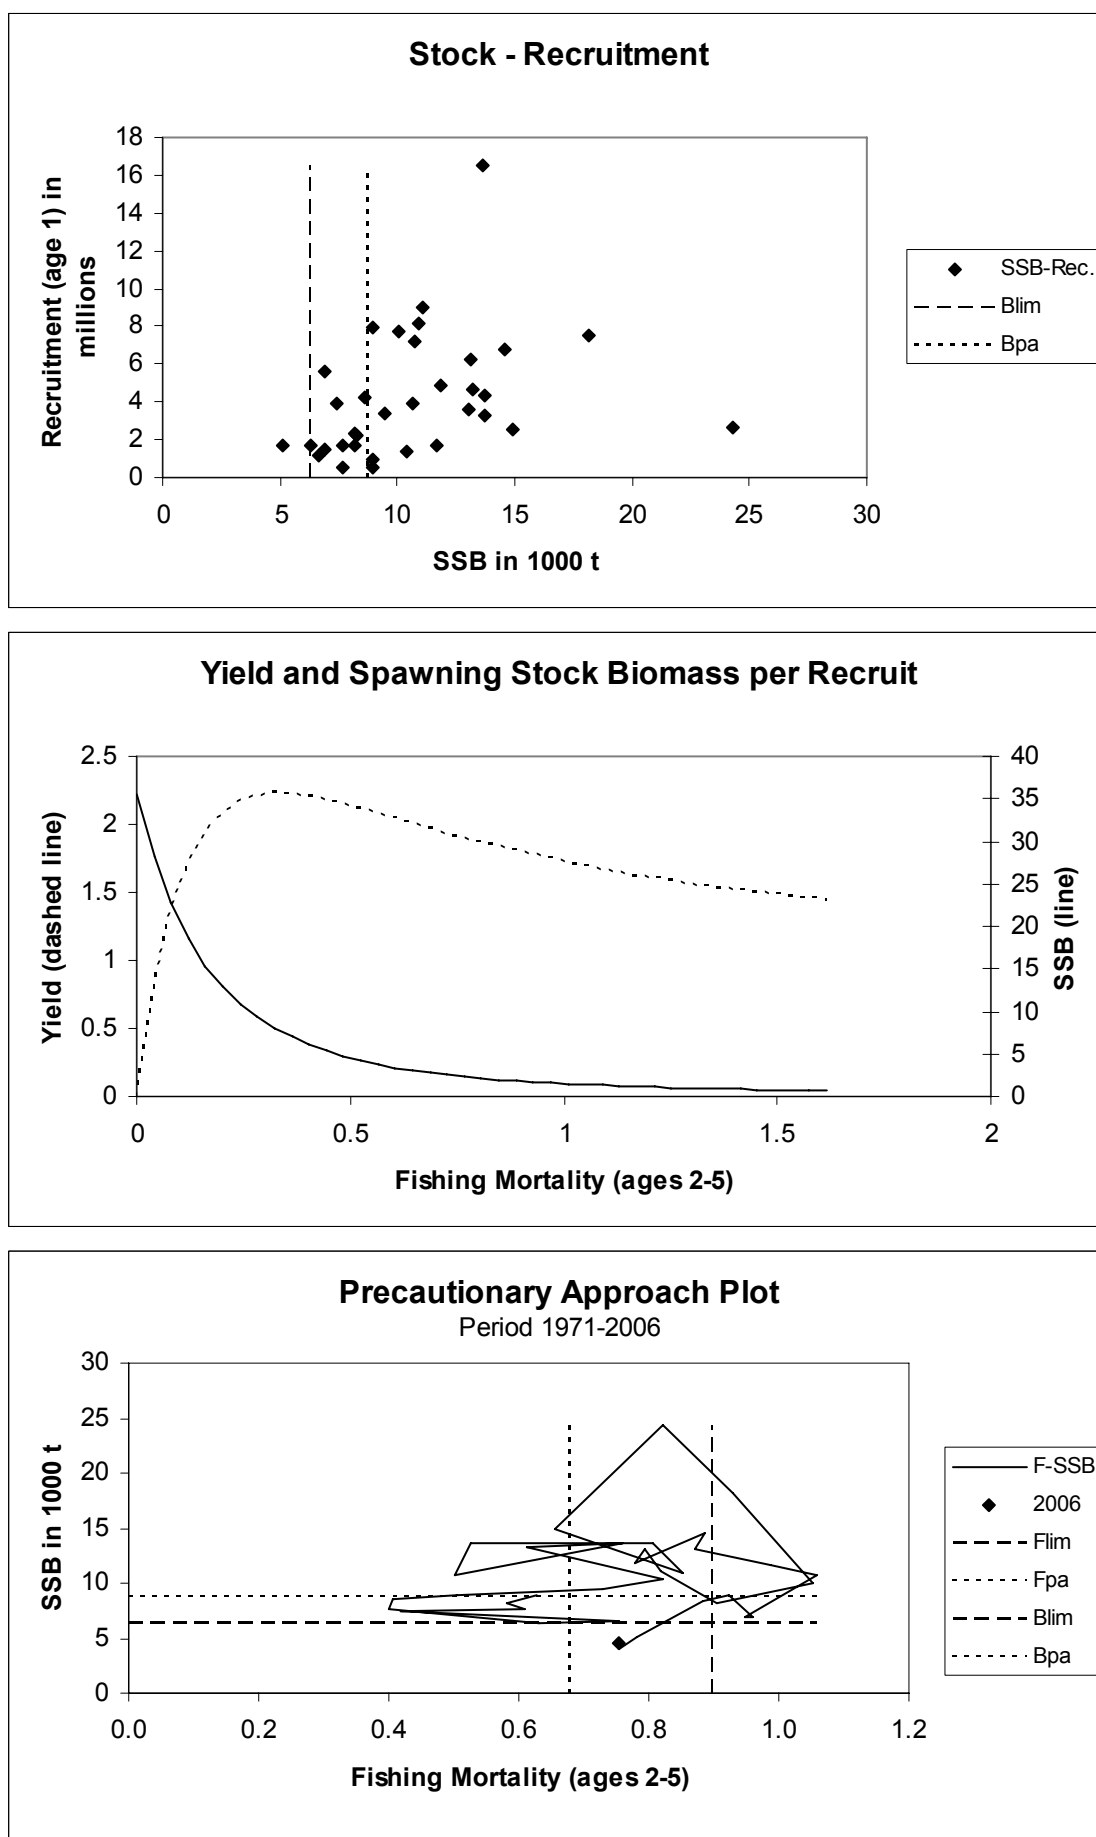 Stock - Recruitment
Recruitment (age 1) in
millions
18
16
14
12
10
8
6
4
2
0
0 5 10 15 20 25 30
SSB in 1000 t
SSB-Rec.
Blim
Bpa
Yield and Spawning Stock Biomass per Recruit
Yield (dashed line)
2.5
2
1.5
1
0.5
0
40
35
30
25
20
15
10
5
0
SSB (line)
0 0.5 1 1.5 2
Fishing Mortality (ages 2-5)
Precautionary Approach Plot
Period 1971-2006
SSB in 1000 t
30
25
20
15
10
5
0
0.0 0.2 0.4 0.6 0.8 1.0 1.2
Fishing Mortality (ages 2-5)
F-SSB
2006
Flim
Fpa
Blim
Bpa